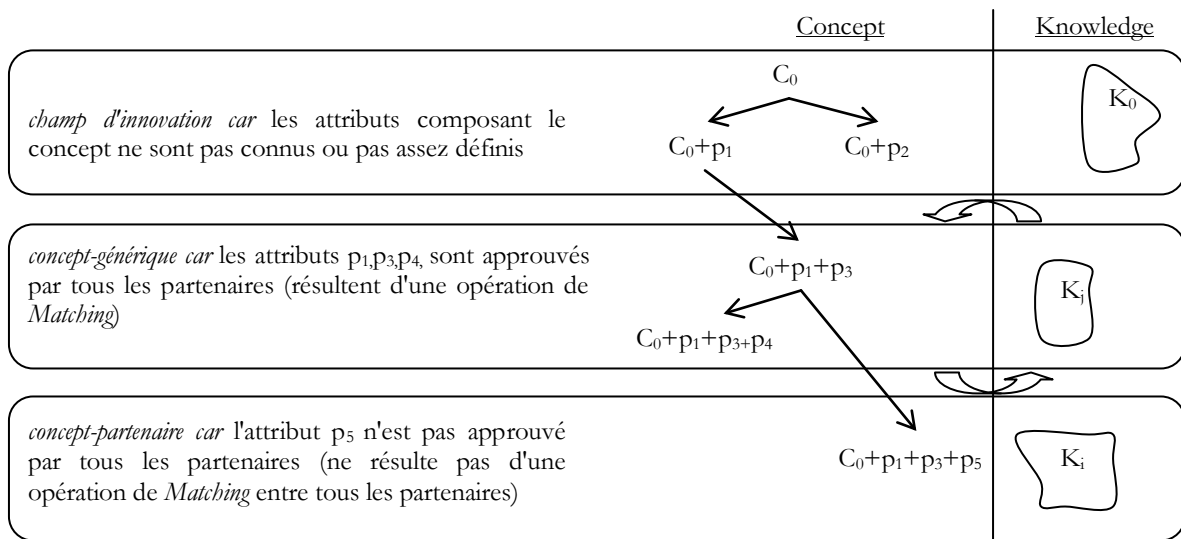 Concept Knowledge
C₀
K₀
champ d'innovation car les attributs composant le
concept ne sont pas connus ou pas assez définis
C₀+p₁ C₀+p₂
concept-générique car les attributs p₁,p₃,p₄, sont approuvés
par tous les partenaires (résultent d'une opération de
Matching)
C₀+p₁+p₃
Kⱼ
C₀+p₁+p₃₊p₄
concept-partenaire car l'attribut p₅ n'est pas approuvé
par tous les partenaires (ne résulte pas d'une
opération de Matching entre tous les partenaires)
C₀+p₁+p₃+p₅
Kᵢ